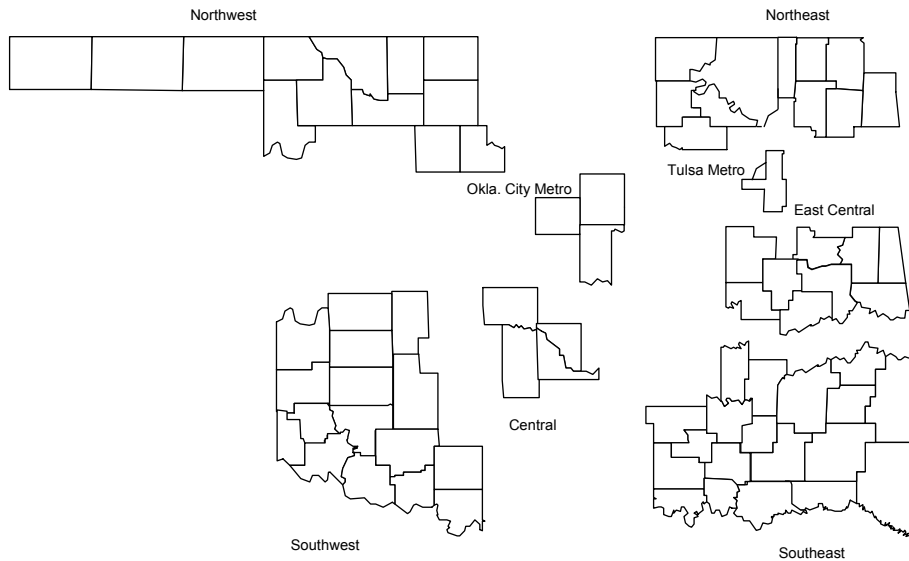 Northwest
Northeast
Tulsa Metro
Okla. City Metro
East Central
Central
Southwest
Southeast